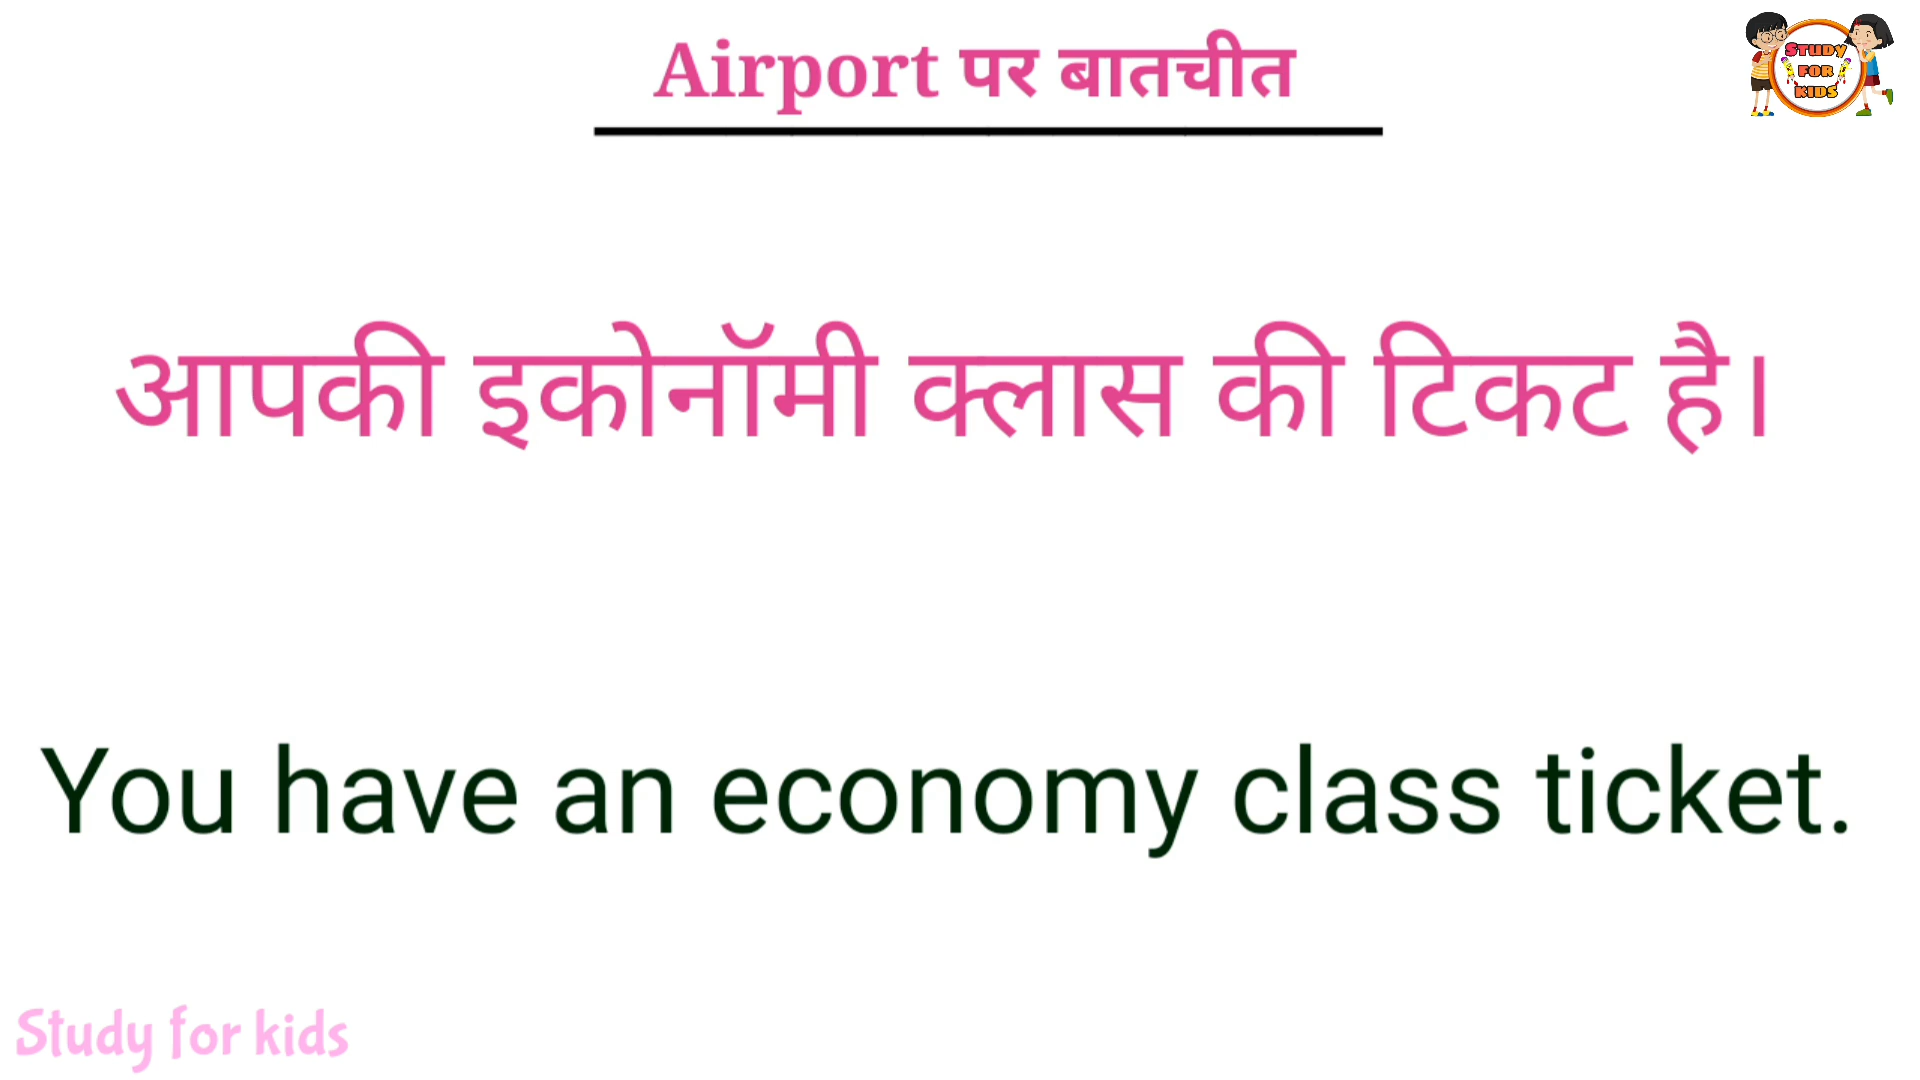 Airport पर बातचीत
STUDY
FOR
KIDS
आपकी इकोनॉमी क्लास की टिकट है।
You have an economy class ticket.
Study for kids